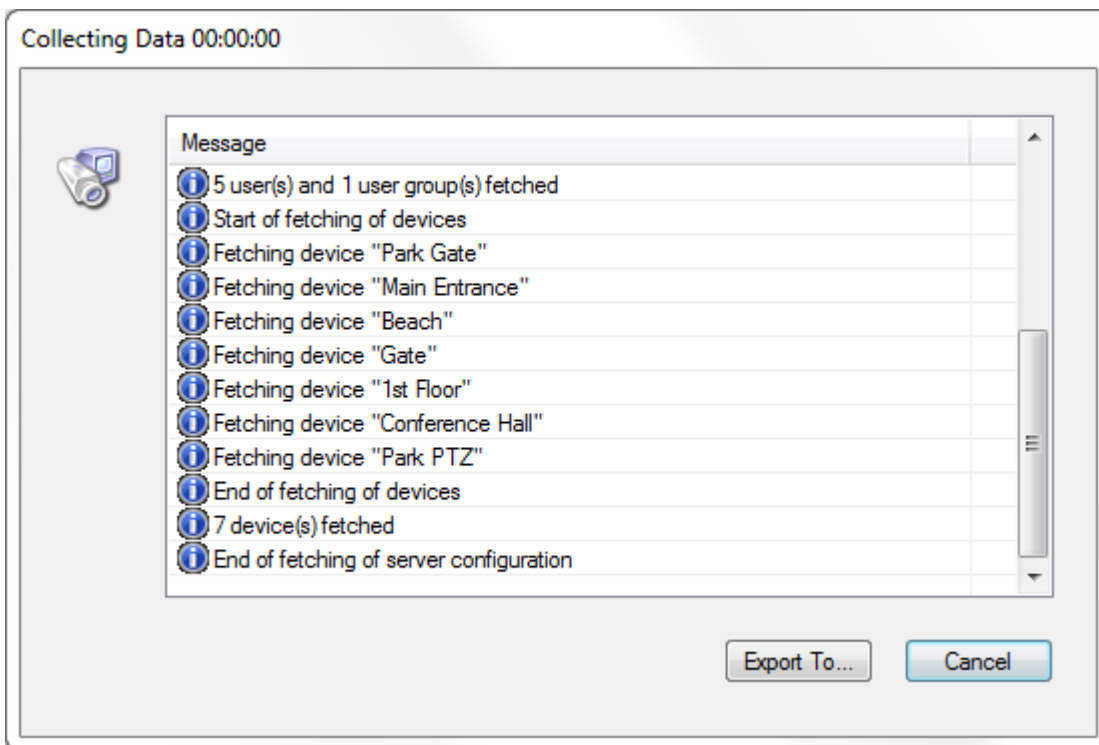 Collecting Data 00:00:00
Message
5 user(s) and 1 user group(s) fetched
Start of fetching of devices
Fetching device "Park Gate"
Fetching device "Main Entrance"
Fetching device "Beach"
Fetching device "Gate"
Fetching device "1st Floor"
Fetching device "Conference Hall"
Fetching device "Park PTZ"
End of fetching of devices
7 device(s) fetched
End of fetching of server configuration
Export To... Cancel